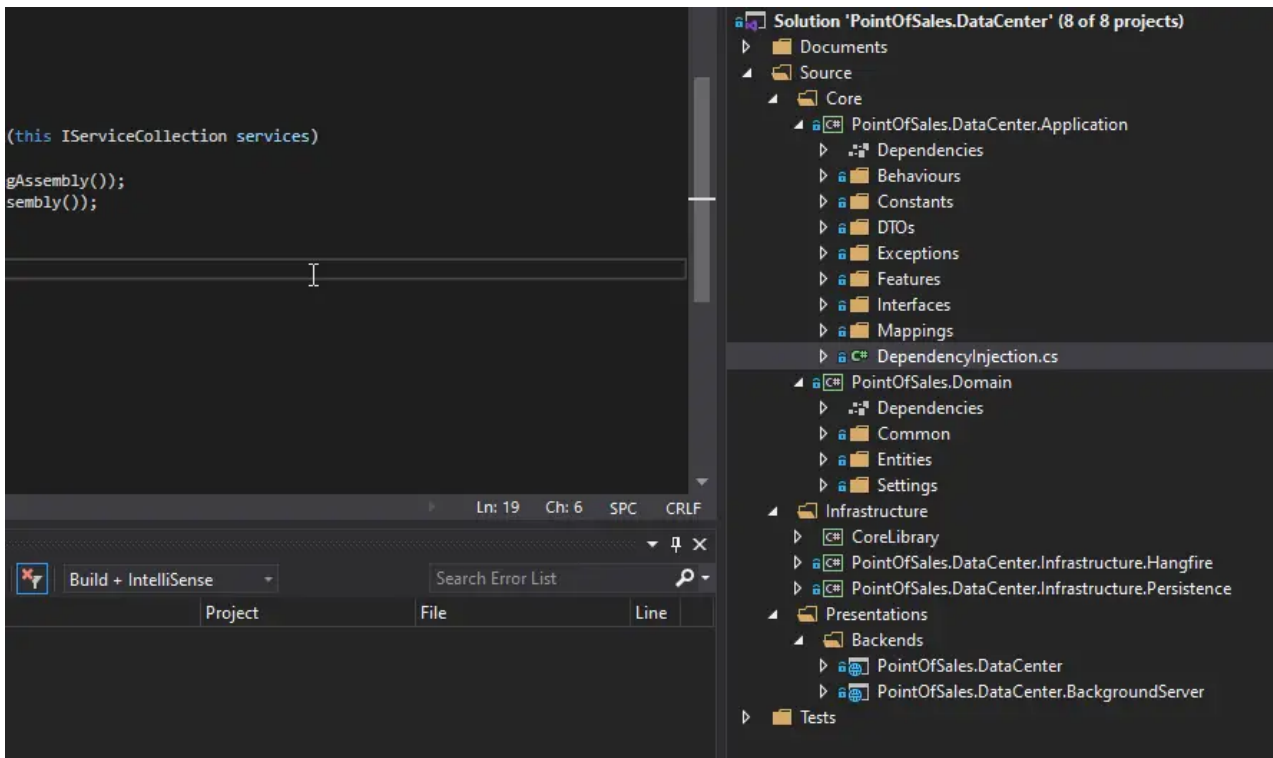 (this IServiceCollection services)
gAssembly());
sembly());
Ln: 19 Ch: 6 SPC CRLF
Build + IntelliSense
Search Error List
Project File Line
Solution 'PointOfSales.DataCenter' (8 of 8 projects)
Documents
Source
Core
C# PointOfSales.DataCenter.Application
Dependencies
Behaviours
Constants
DTOs
Exceptions
Features
Interfaces
Mappings
C# DependencyInjection.cs
C# PointOfSales.Domain
Dependencies
Common
Entities
Settings
Infrastructure
C# CoreLibrary
C# PointOfSales.DataCenter.Infrastructure.Hangfire
C# PointOfSales.DataCenter.Infrastructure.Persistence
Presentations
Backends
PointOfSales.DataCenter
PointOfSales.DataCenter.BackgroundServer
Tests